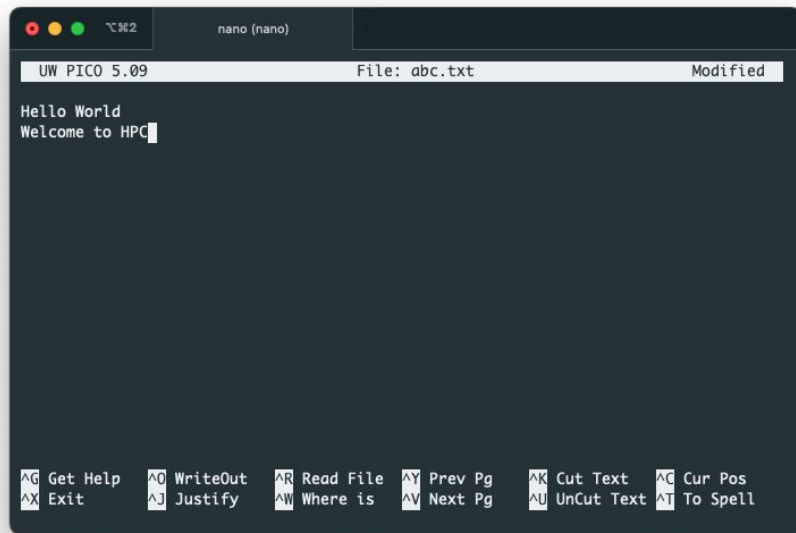 ⌥⌘2 nano (nano) +
UW PICO 5.09 File: abc.txt Modified
Hello World
Welcome to HPC
^G Get Help ^O WriteOut ^R Read File ^Y Prev Pg ^K Cut Text ^C Cur Pos
^X Exit ^J Justify ^W Where is ^V Next Pg ^U UnCut Text ^T To Spell